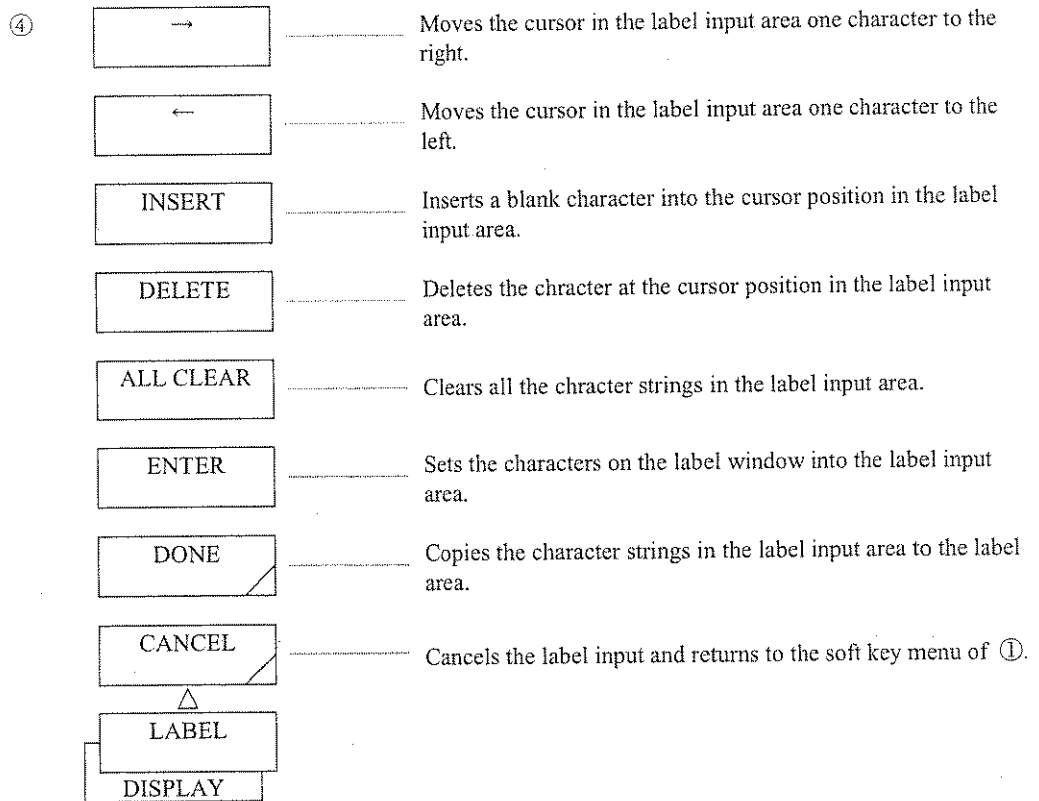 ④
→
Moves the cursor in the label input area one character to the
right.
←
Moves the cursor in the label input area one character to the
left.
INSERT
Inserts a blank character into the cursor position in the label
input area.
DELETE
Deletes the chracter at the cursor position in the label input
area.
ALL CLEAR
Clears all the chracter strings in the label input area.
ENTER
Sets the characters on the label window into the label input
area.
DONE
Copies the character strings in the label input area to the label
area.
CANCEL
Cancels the label input and returns to the soft key menu of ①.
LABEL
DISPLAY